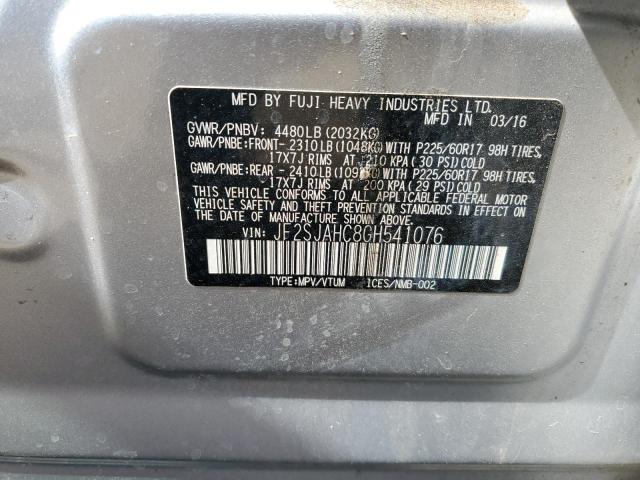 MFD BY FUJI HEAVY INDUSTRIES LTD.
MFD IN 03/16
GVWR/PNBV: 4480LB(2032KG)
GAWR/PNBE:FRONT-2310LB(1048KG)WITH P225/60R17 98H TIRES,
17X7J RIMS AT 210 KPA(30 PSI)COLD
GAWR/PNBE:REAR -2410LB WITH P225/60R17 98H TIRES,
17X7J RIMS AT 200 KPA(29 PSI)COLD
THIS VEHICLE CONFORMS TO ALL APPLICABLE FEDERAL MOTOR
VEHICLE SAFETY, BUMPER, AND THEFT PREVENTION STANDARDS IN EFFECT ON THE
DATE OF MANUFACTURE SHOWN ABOVE.
VIN: JF2SJAHC8GH541076
TYPE:MPV/VTUM ICES/NMB-002